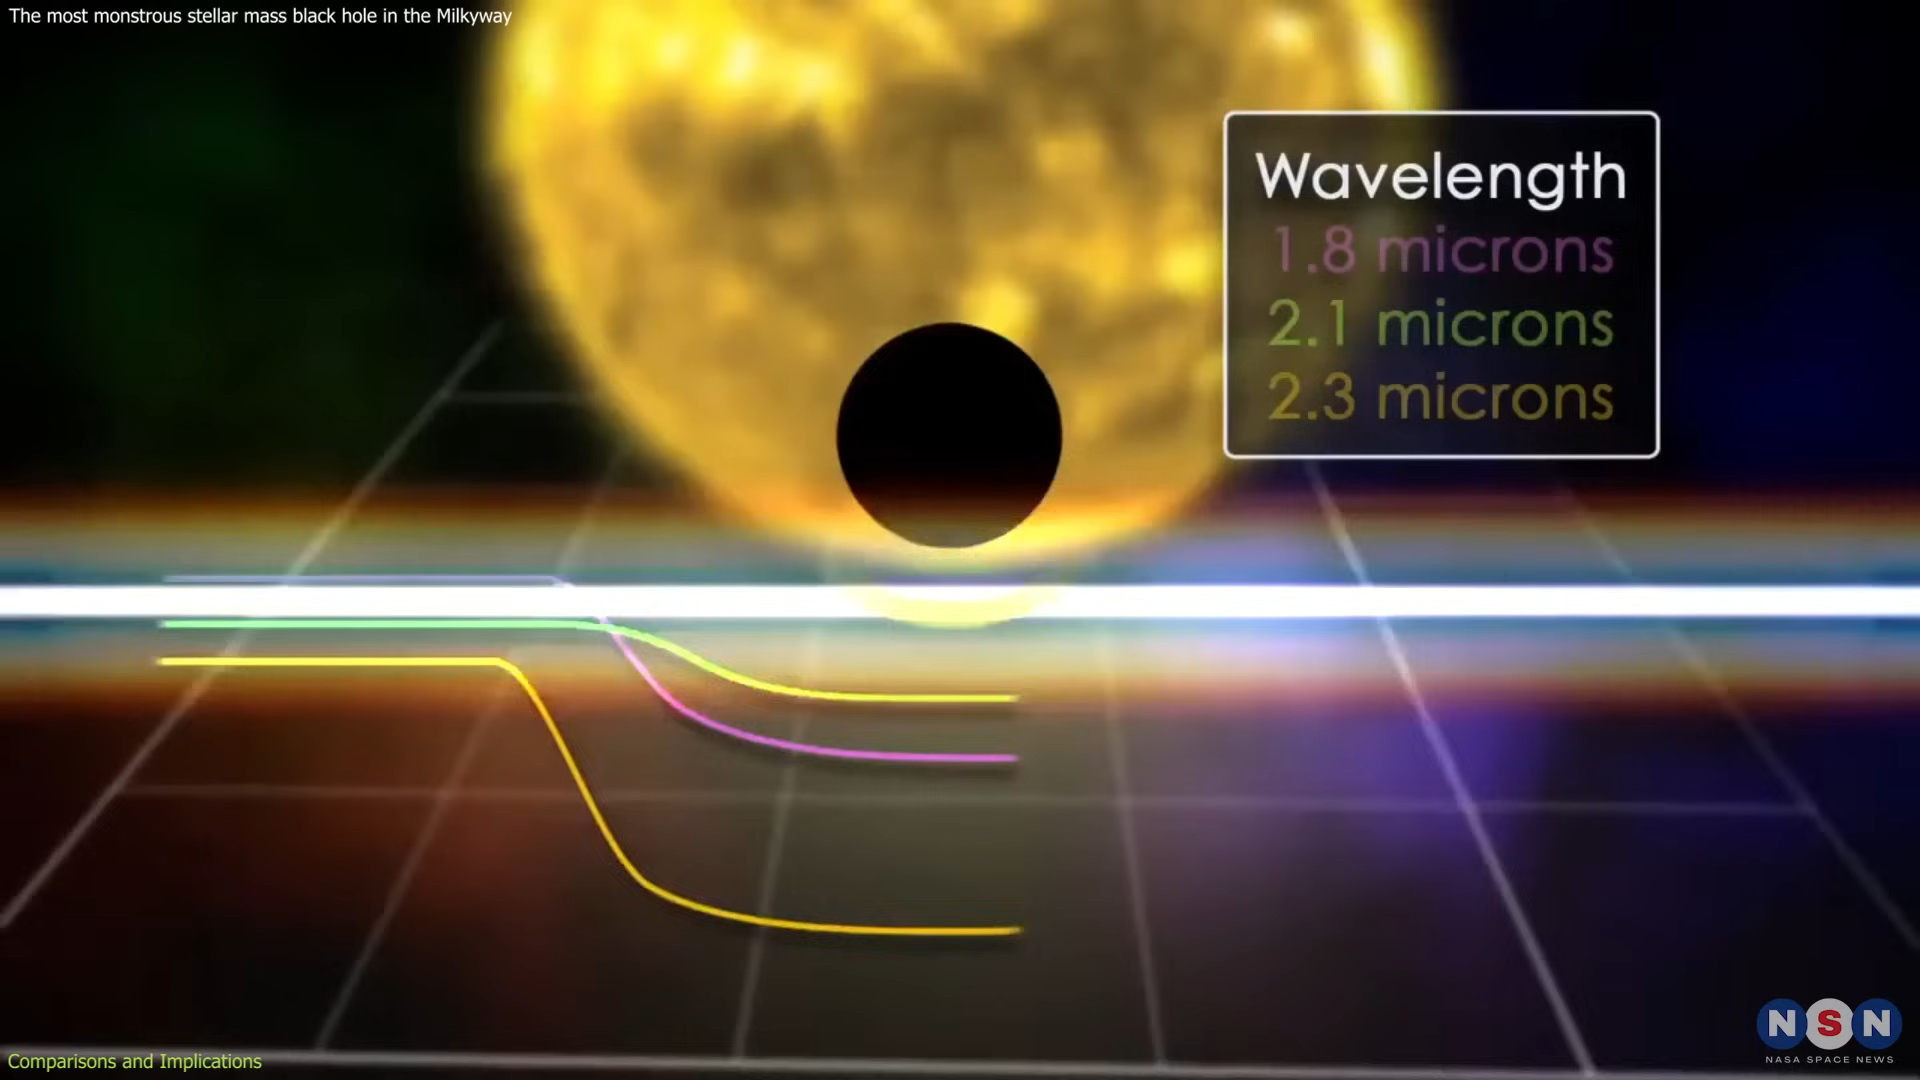 The most monstrous stellar mass black hole in the Milkyway
Wavelength
1.8 microns
2.1 microns
2.3 microns
Comparisons and Implications
NSN
NASA SPACE NEWS